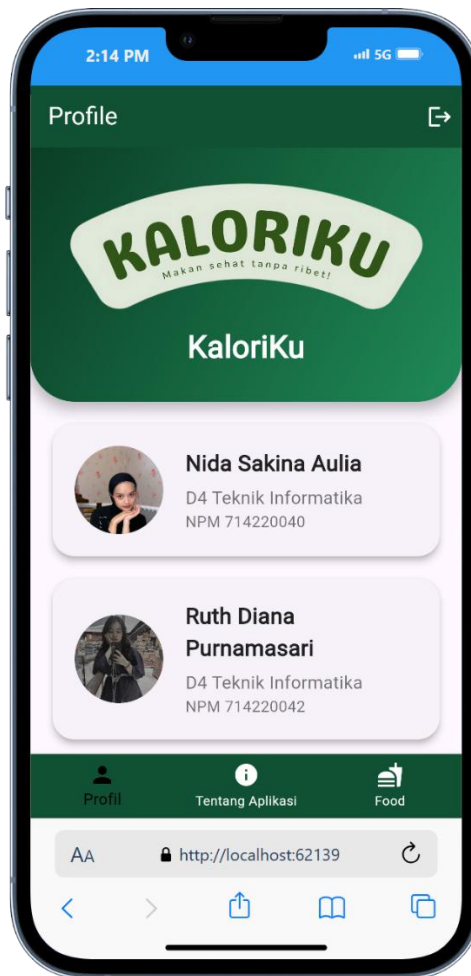 2:14 PM 5G
Profile
KALORIKU
Makan sehat tanpa ribet!
KaloriKu
Nida Sakina Aulia
D4 Teknik Informatika
NPM 714220040
Ruth Diana
Purnamasari
D4 Teknik Informatika
NPM 714220042
Profil Tentang Aplikasi Food
AA http://localhost:62139